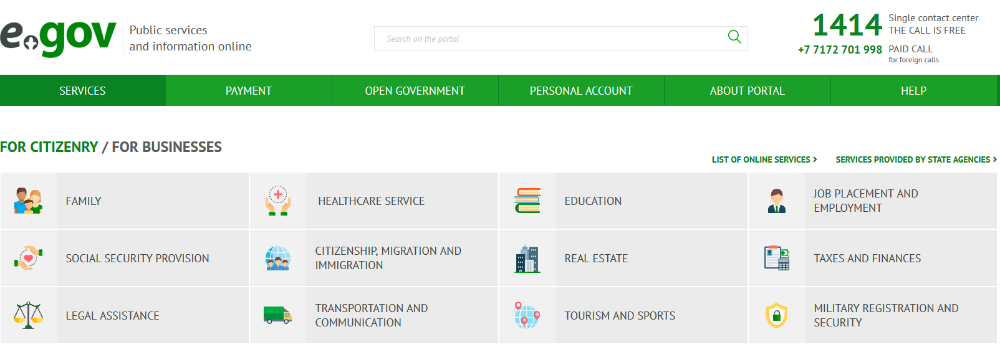 e.gov
Public services
and information online
Search on the portal
1414
Single contact center
THE CALL IS FREE
+7 7172 701 998
PAID CALL
for foreign calls
SERVICES
PAYMENT
OPEN GOVERNMENT
PERSONAL ACCOUNT
ABOUT PORTAL
HELP
FOR CITIZENRY / FOR BUSINESSES
LIST OF ONLINE SERVICES
SERVICES PROVIDED BY STATE AGENCIES
FAMILY
HEALTHCARE SERVICE
EDUCATION
JOB PLACEMENT AND
EMPLOYMENT
SOCIAL SECURITY PROVISION
CITIZENSHIP, MIGRATION AND
IMMIGRATION
REAL ESTATE
TAXES AND FINANCES
LEGAL ASSISTANCE
TRANSPORTATION AND
COMMUNICATION
TOURISM AND SPORTS
MILITARY REGISTRATION AND
SECURITY